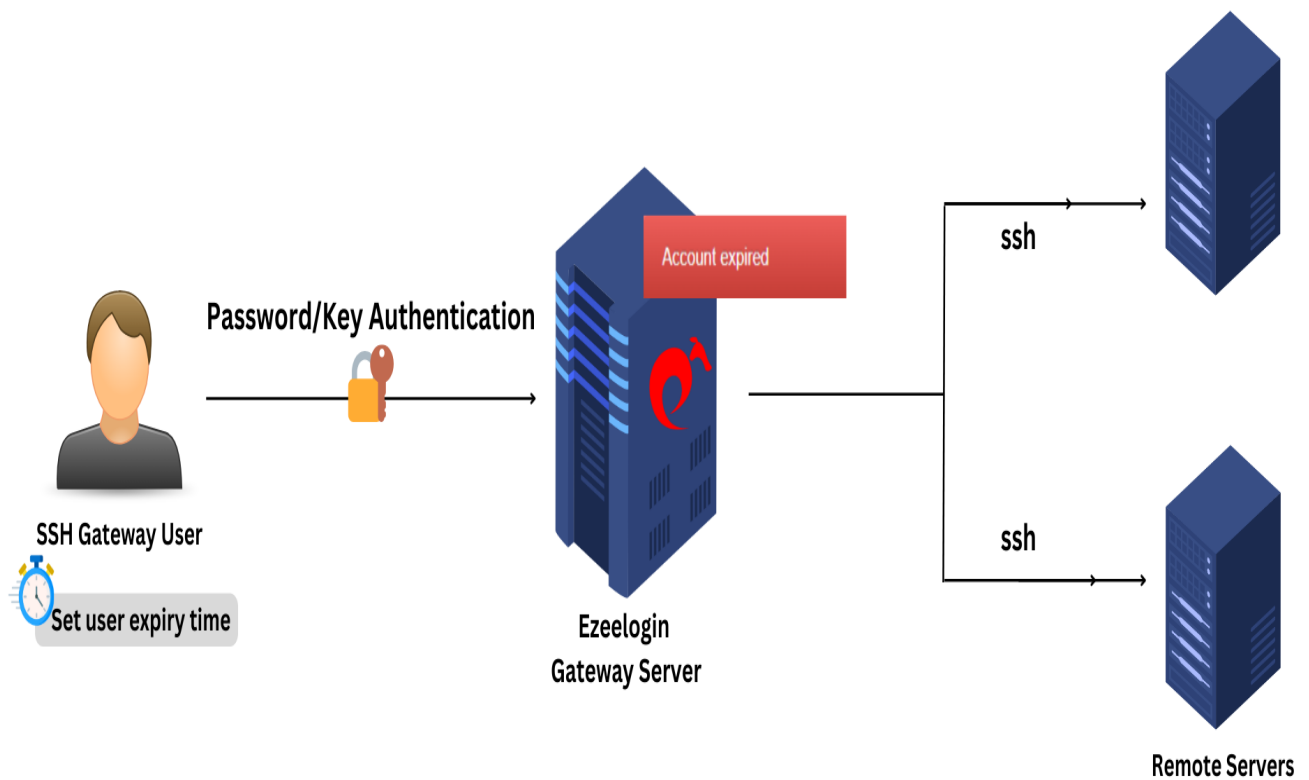 Account expired
ssh
Password/Key Authentication
SSH Gateway User
Set user expiry time
ssh
Ezeelogin
Gateway Server
Remote Servers